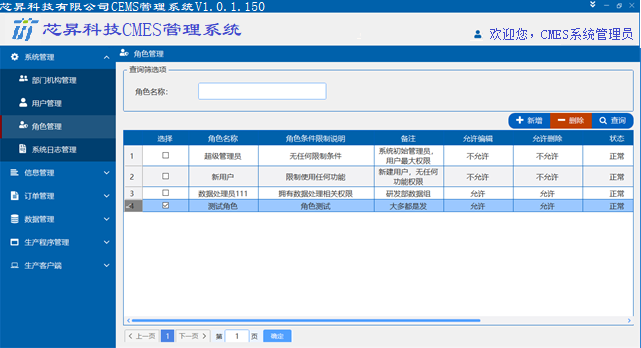 芯昇科技有限公司CEMS管理系统V1.0.1.150
芯昇科技CMES管理系统
欢迎您，CMES系统管理员
系统管理
部门机构管理
用户管理
角色管理
系统日志管理
信息管理
订单管理
数据管理
生产程序管理
生产客户端
角色管理
查询筛选项
角色名称:
新增 删除 查询
选择 角色名称 角色条件限制说明 备注 允许编辑 允许删除 状态
1 超级管理员 无任何限制条件 系统初始管理员，用户最大权限 不允许 不允许 正常
2 新用户 限制使用任何功能 新建用户，无任何功能权限 不允许 不允许 正常
3 数据处理员111 拥有数据处理相关权限 研发部数据组 允许 允许 正常
4 测试角色 角色测试 大多都是发 允许 允许 正常
上一页 1 下一页 第 1 页 确定